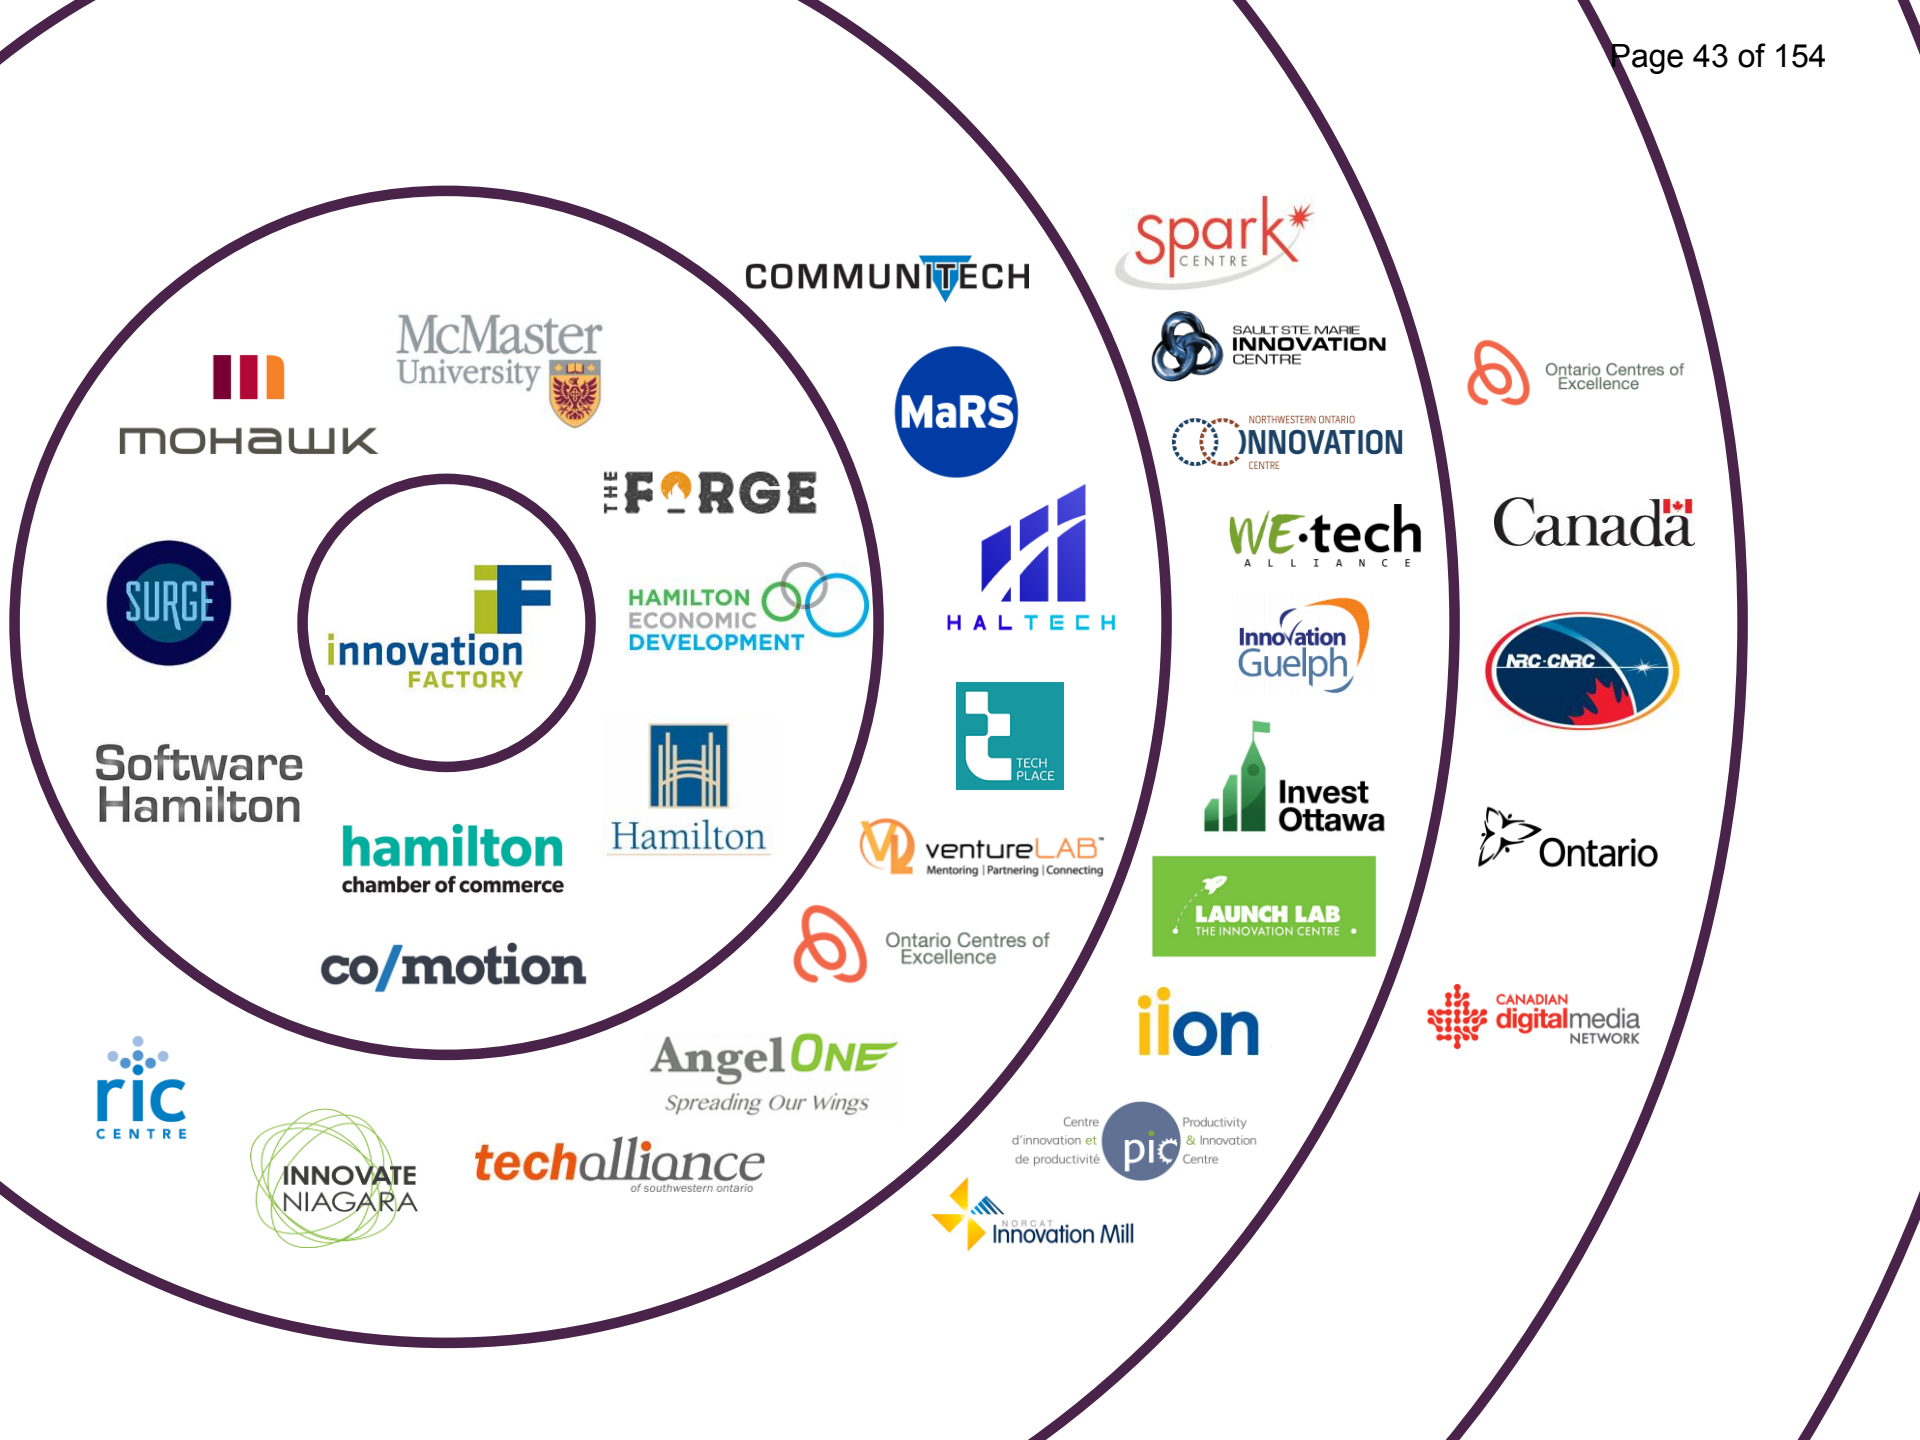 Page 43 of 154
Spark
CENTRE
COMMUNITECH
SAULT STE. MARIE
INNOVATION
CENTRE
McMaster
University
Ontario Centres of
Excellence
MaRS
mohawk
NORTHWESTERN ONTARIO
INNOVATION
CENTRE
THE FORGE
Canada
WE·tech
ALLIANCE
HALTECH
SURGE
iF
innovation
FACTORY
HAMILTON
ECONOMIC
DEVELOPMENT
Innovation
Guelph
NRC·CNRC
TECH
PLACE
Software
Hamilton
Hamilton
Invest
Ottawa
hamilton
chamber of commerce
VL ventureLAB™
Mentoring | Partnering | Connecting
Ontario
LAUNCH LAB
THE INNOVATION CENTRE
co/motion
Ontario Centres of
Excellence
iion
CANADIAN
digitalmedia
NETWORK
ric
CENTRE
AngelONE
Spreading Our Wings
Centre
d'innovation et
de productivité
pic
Productivity
& Innovation
Centre
INNOVATE
NIAGARA
techalliance
of southwestern ontario
NORCAT
Innovation Mill